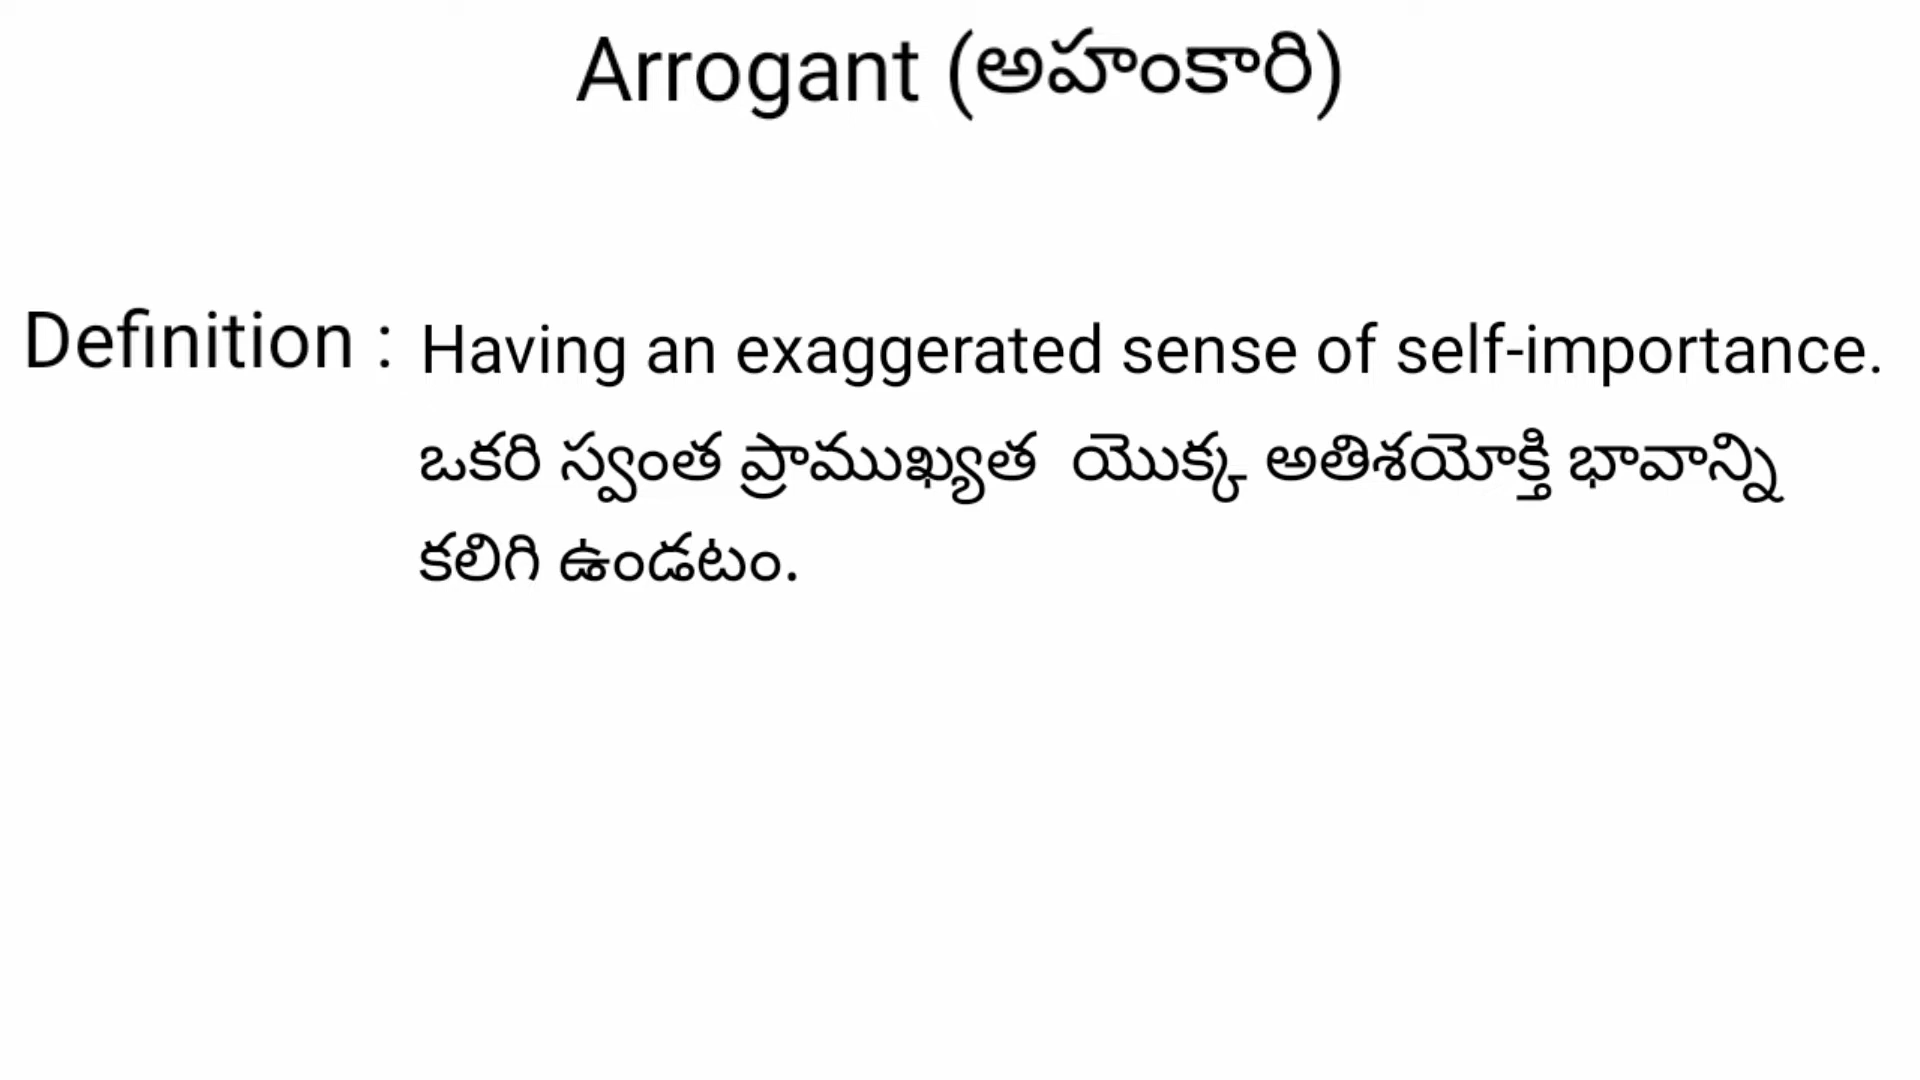 Arrogant (అహంకారి)
Definition : Having an exaggerated sense of self-importance.
ఒకరి స్వంత ప్రాముఖ్యత యొక్క అతిశయోక్తి భావాన్ని
కలిగి ఉండటం.